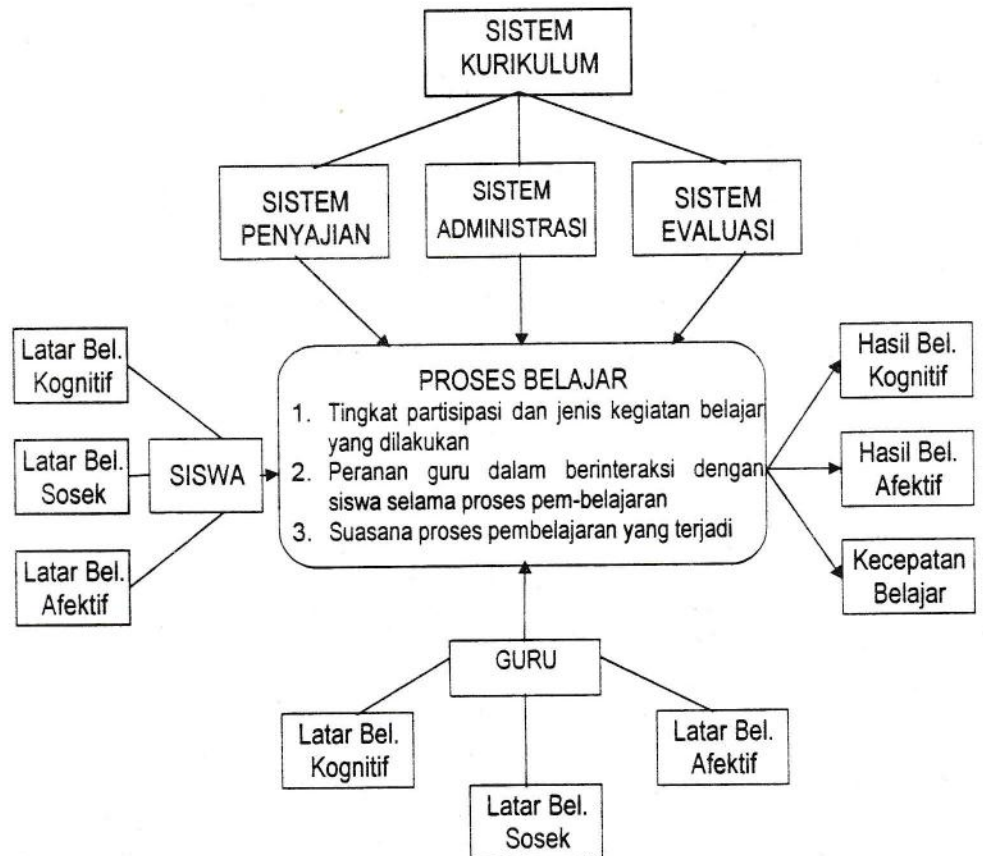 SISTEM
KURIKULUM
SISTEM
PENYAJIAN
SISTEM
ADMINISTRASI
SISTEM
EVALUASI
Latar Bel.
Kognitif
Latar Bel.
Sosek
Latar Bel.
Afektif
SISWA
PROSES BELAJAR
1. Tingkat partisipasi dan jenis kegiatan belajar
yang dilakukan
2. Peranan guru dalam berinteraksi dengan
siswa selama proses pem-belajaran
3. Suasana proses pembelajaran yang terjadi
Hasil Bel.
Kognitif
Hasil Bel.
Afektif
Kecepatan
Belajar
GURU
Latar Bel.
Kognitif
Latar Bel.
Sosek
Latar Bel.
Afektif